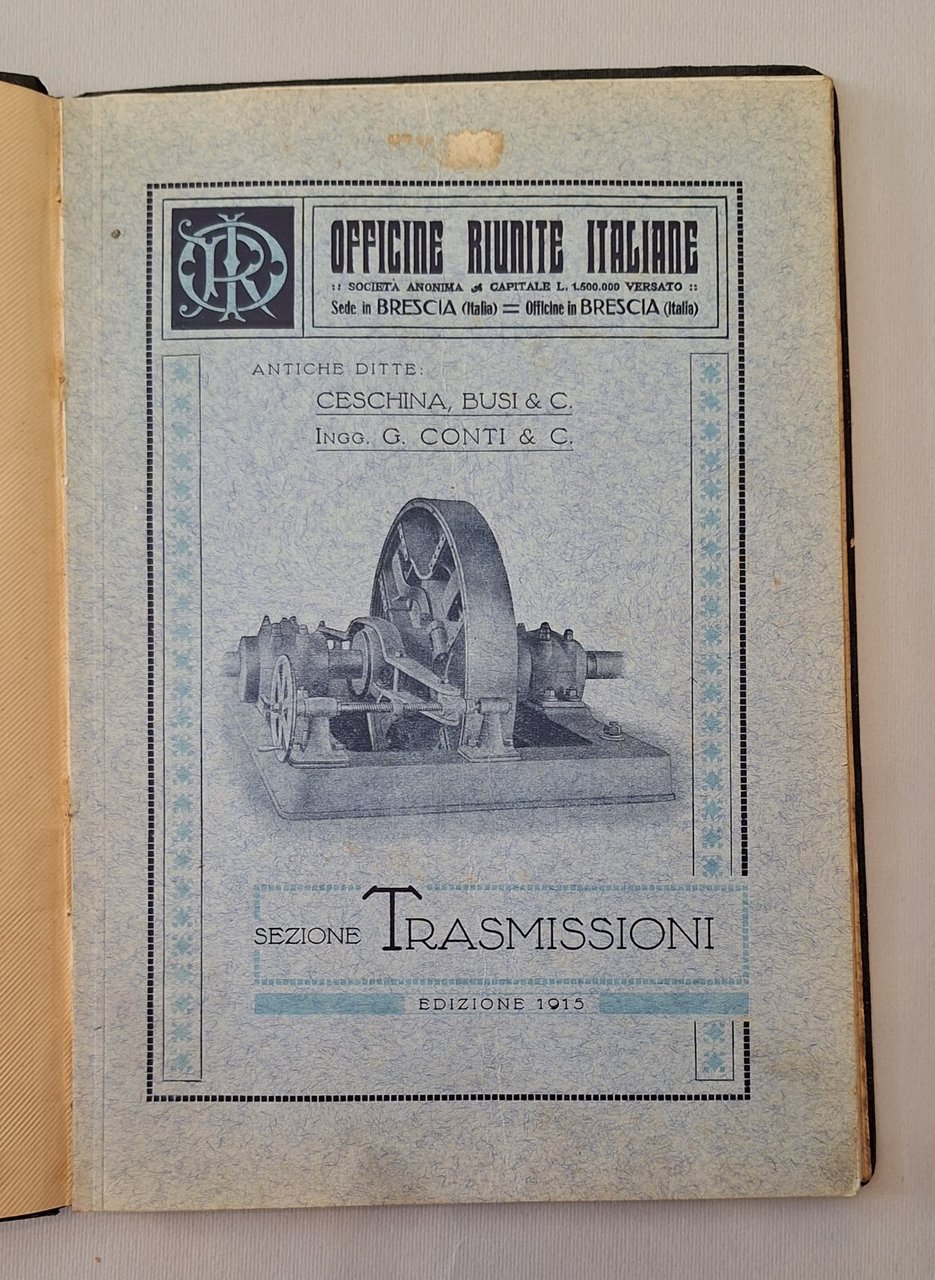 ORI
OFFICINE RIUNITE ITALIANE
:: SOCIETÀ ANONIMA CAPITALE L. 1.500.000 VERSATO ::
Sede in BRESCIA (Italia) = Officine in BRESCIA (Italia)
ANTICHE DITTE:
CESCHINA, BUSI & C.
INGG. G. CONTI & C.
SEZIONE TRASMISSIONI
EDIZIONE 1915